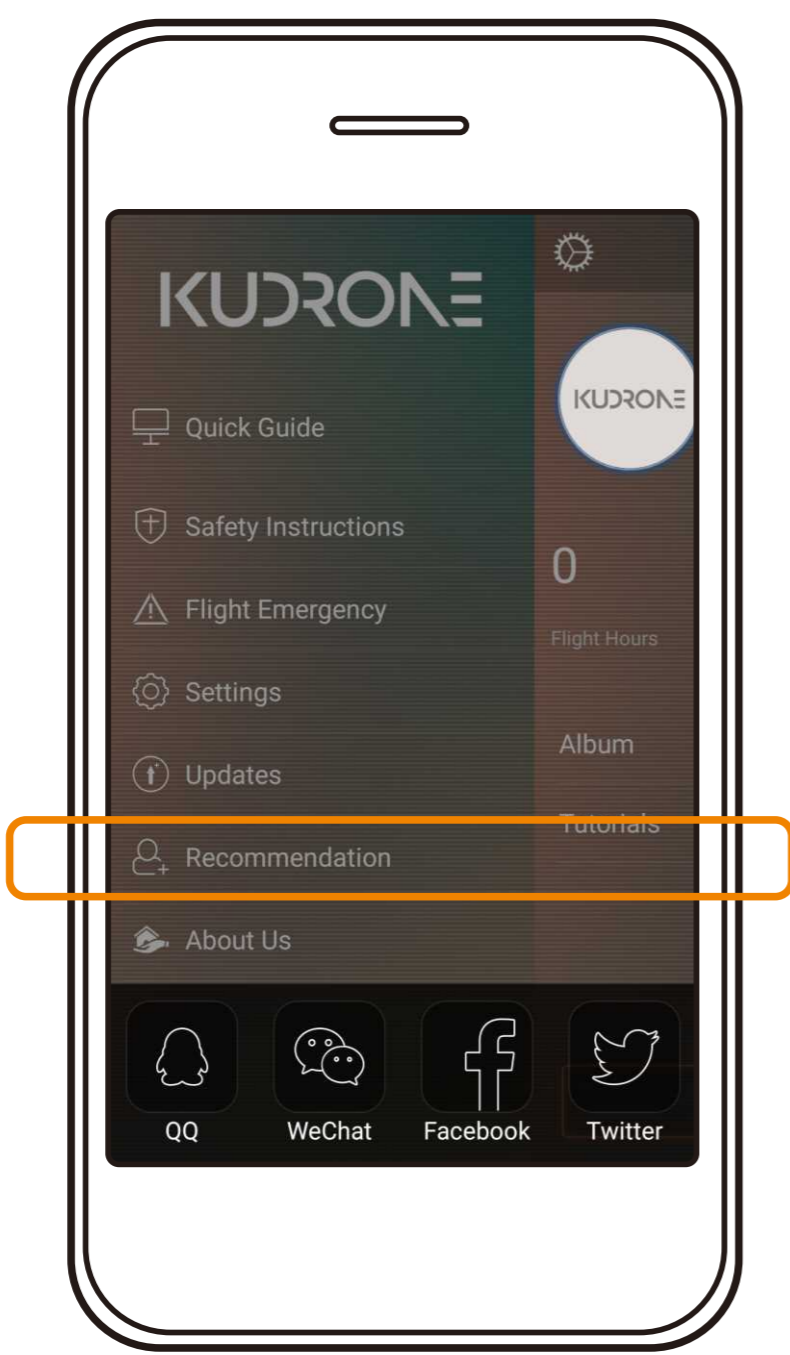 KUDRONE
KUDRONE
Quick Guide
Safety Instructions
0
Flight Emergency
Flight Hours
Settings
Album
Updates
Tutorials
Recommendation
About Us
QQ
WeChat
Facebook
Twitter